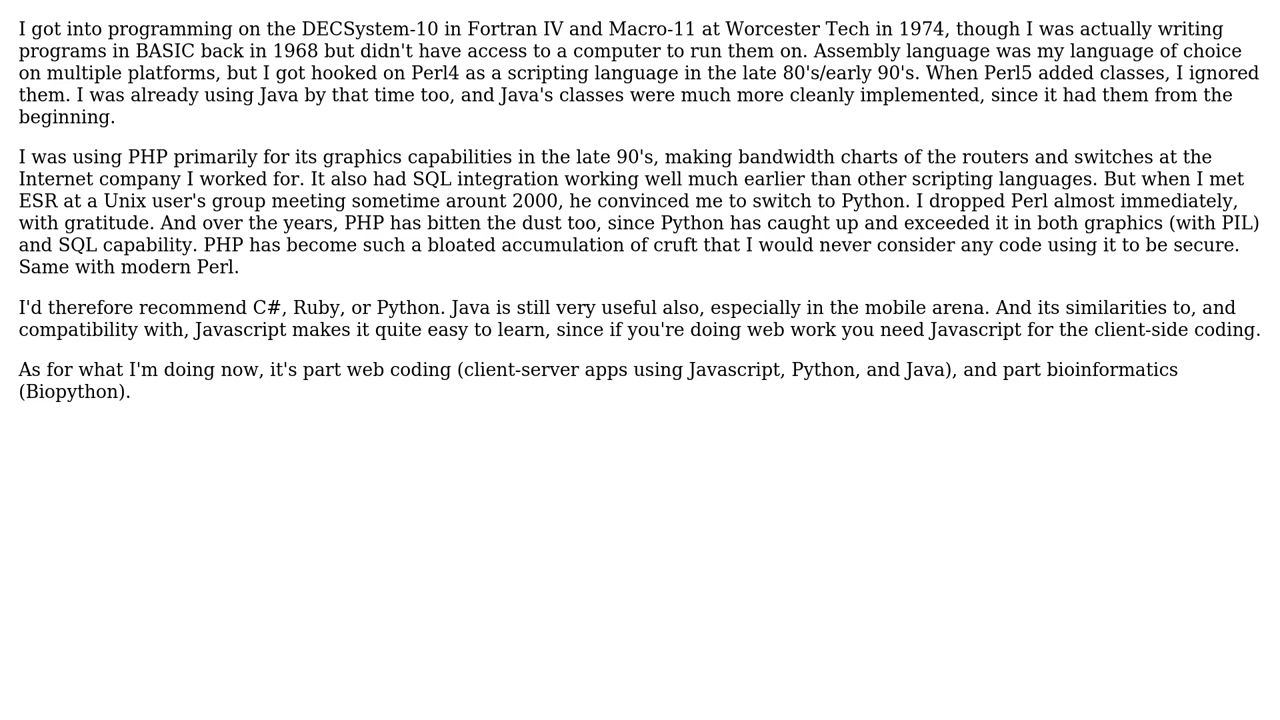 I got into programming on the DECSystem-10 in Fortran IV and Macro-11 at Worcester Tech in 1974, though I was actually writing
programs in BASIC back in 1968 but didn't have access to a computer to run them on. Assembly language was my language of choice
on multiple platforms, but I got hooked on Perl4 as a scripting language in the late 80's/early 90's. When Perl5 added classes, I ignored
them. I was already using Java by that time too, and Java's classes were much more cleanly implemented, since it had them from the
beginning.
I was using PHP primarily for its graphics capabilities in the late 90's, making bandwidth charts of the routers and switches at the
Internet company I worked for. It also had SQL integration working well much earlier than other scripting languages. But when I met
ESR at a Unix user's group meeting sometime arount 2000, he convinced me to switch to Python. I dropped Perl almost immediately,
with gratitude. And over the years, PHP has bitten the dust too, since Python has caught up and exceeded it in both graphics (with PIL)
and SQL capability. PHP has become such a bloated accumulation of cruft that I would never consider any code using it to be secure.
Same with modern Perl.
I'd therefore recommend C#, Ruby, or Python. Java is still very useful also, especially in the mobile arena. And its similarities to, and
compatibility with, Javascript makes it quite easy to learn, since if you're doing web work you need Javascript for the client-side coding.
As for what I'm doing now, it's part web coding (client-server apps using Javascript, Python, and Java), and part bioinformatics
(Biopython).